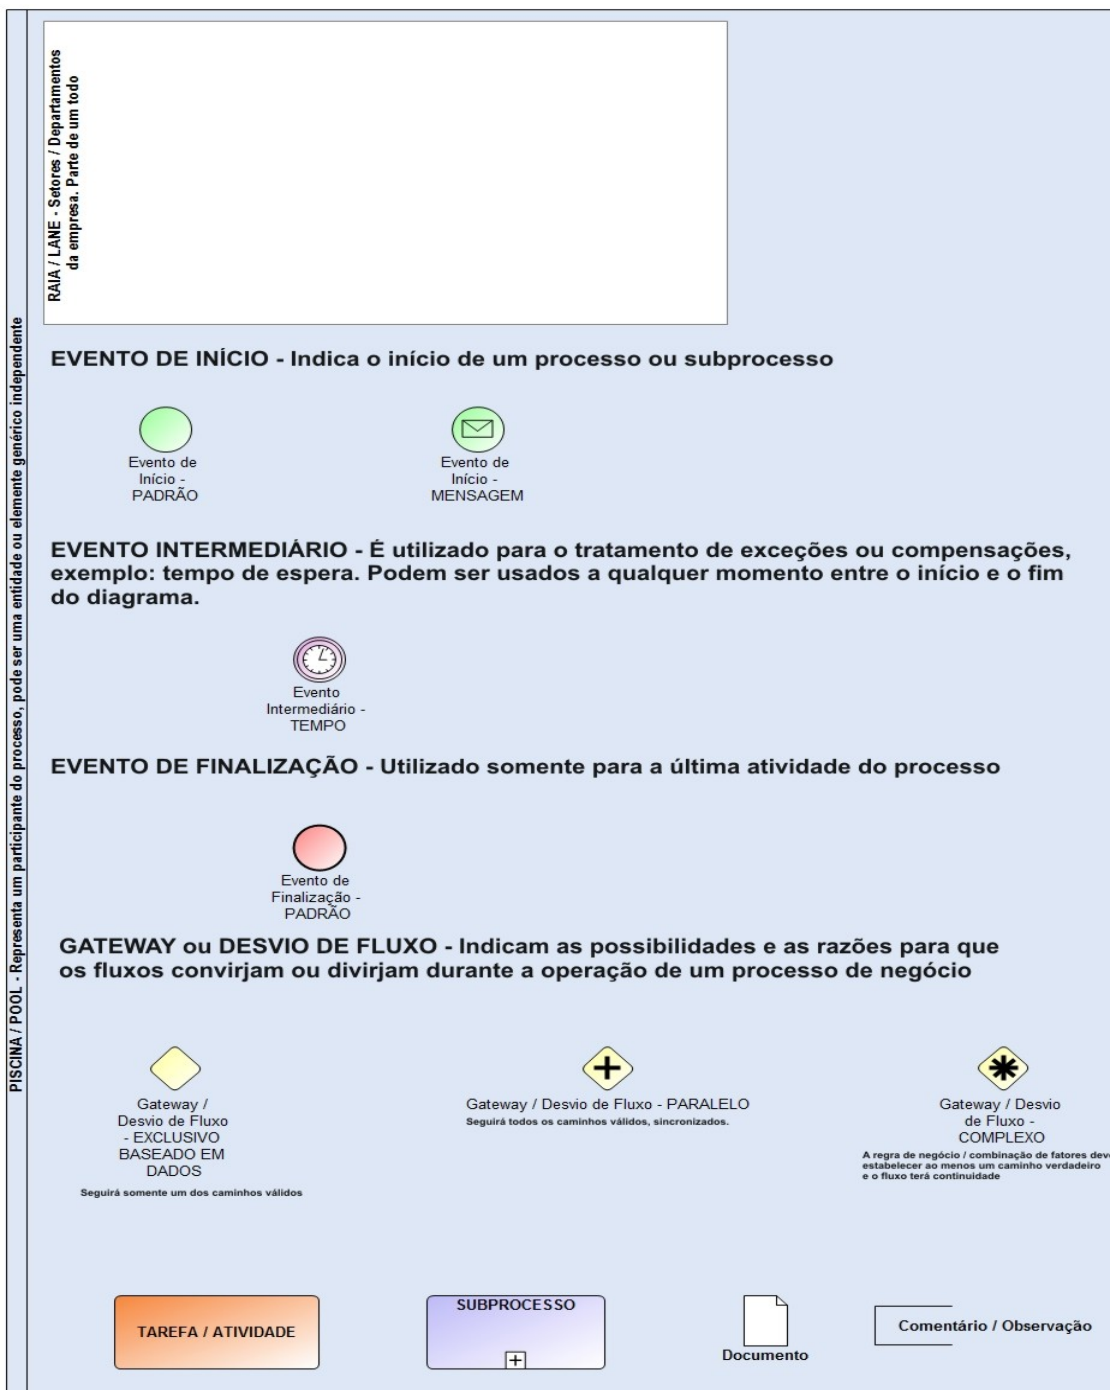 PISCINA / POOL - Representa um participante do processo, pode ser uma entidade ou elemente genérico independente
RAIA / LANE - Setores / Departamentos
da empresa. Parte de um todo
EVENTO DE INÍCIO - Indica o início de um processo ou subprocesso
Evento de
Início -
PADRÃO
Evento de
Início -
MENSAGEM
EVENTO INTERMEDIÁRIO - É utilizado para o tratamento de exceções ou compensações,
exemplo: tempo de espera. Podem ser usados a qualquer momento entre o início e o fim
do diagrama.
Evento
Intermediário -
TEMPO
EVENTO DE FINALIZAÇÃO - Utilizado somente para a última atividade do processo
Evento de
Finalização -
PADRÃO
GATEWAY ou DESVIO DE FLUXO - Indicam as possibilidades e as razões para que
os fluxos convirjam ou divirjam durante a operação de um processo de negócio
Gateway /
Desvio de Fluxo
- EXCLUSIVO
BASEADO EM
DADOS
Seguirá somente um dos caminhos válidos
Gateway / Desvio de Fluxo - PARALELO
Seguirá todos os caminhos válidos, sincronizados.
Gateway / Desvio
de Fluxo -
COMPLEXO
A regra de negócio / combinação de fatores deve
estabelecer ao menos um caminho verdadeiro
e o fluxo terá continuidade
TAREFA / ATIVIDADE
SUBPROCESSO
Documento
Comentário / Observação